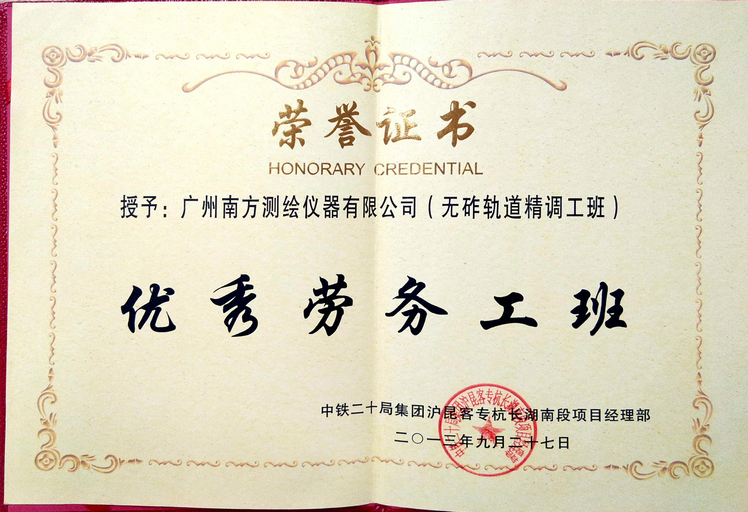 荣誉证书
HONORARY CREDENTIAL
授予：广州南方测绘仪器有限公司（无砟轨道精调工班）
优秀劳务工班
中铁二十局集团沪昆客专杭长湖南段项目经理部
二〇一三年九月二十七日